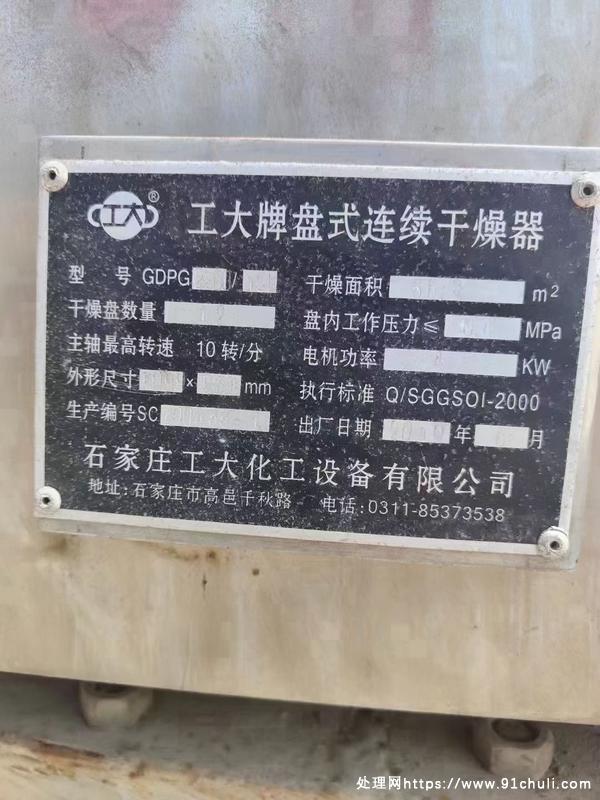 工大® 工大牌盘式连续干燥器
型 号 GDPG / 干燥面积 m²
干燥盘数量 盘内工作压力≤ MPa
主轴最高转速 10转/分 电机功率 KW
外形尺寸 × mm 执行标准 Q/SGGSOI-2000
生产编号SC 出厂日期 年 月
石家庄工大化工设备有限公司
地址:石家庄市高邑千秋路 电话:0311-85373538
处理网https://www.91chuli.com